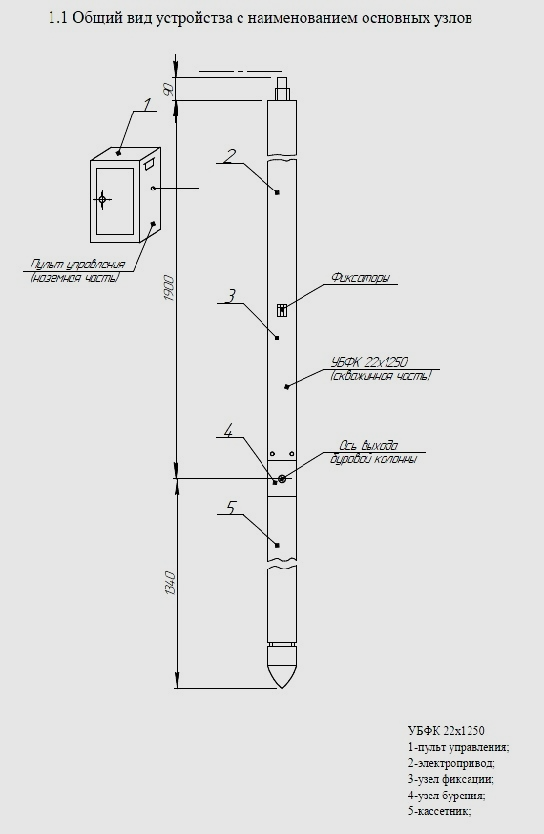 1.1 Общий вид устройства с наименованием основных узлов
90
1
2
Пульт управления
(наземная часть)
1900
Фиксаторы
3
УБФК 22х1250
(скважинная часть)
4
Ось выхода
буровой колонны
5
1340
УБФК 22х1250
1-пульт управления;
2-электропривод;
3-узел фиксации;
4-узел бурения;
5-кассетник;